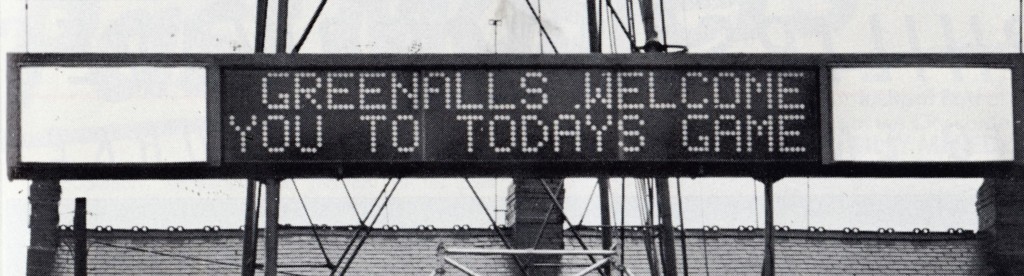 GREENALLS .WELCOME
YOU TO TODAYS GAME